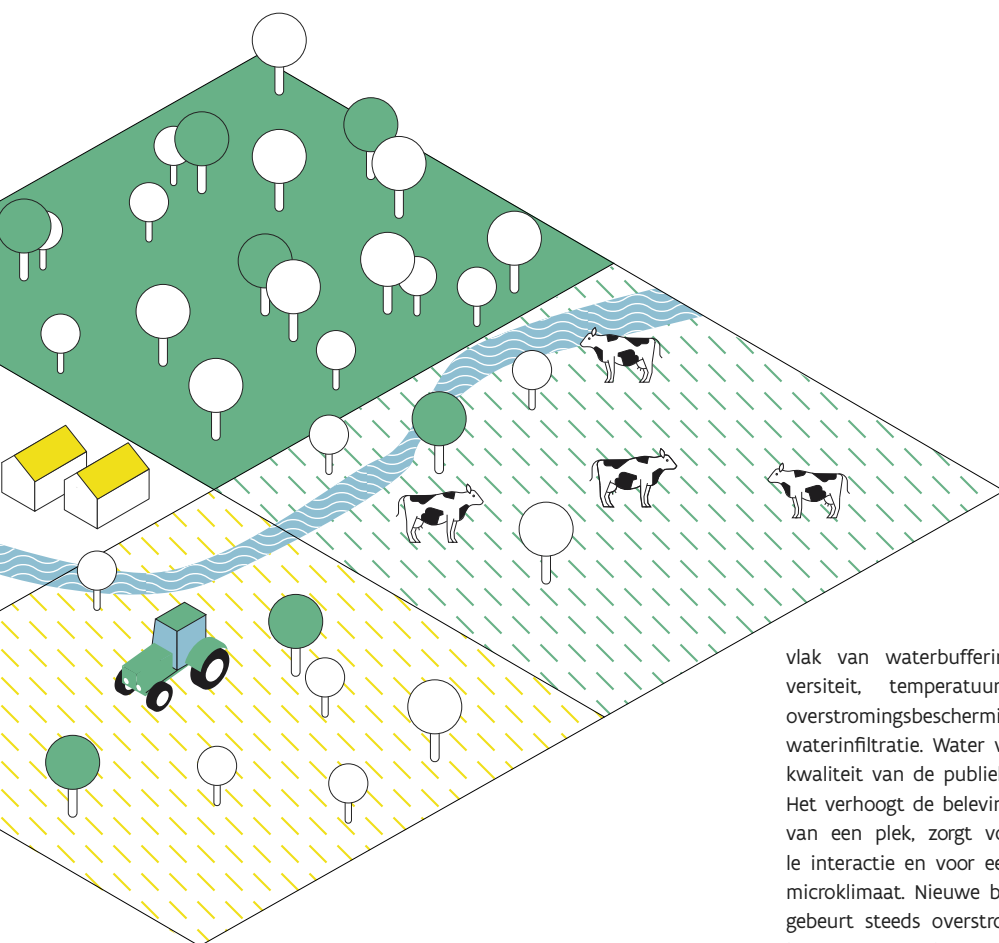 vlak van waterbufferin
versiteit, temperatuur
overstromingsbeschermi
waterinfiltratie. Water v
kwaliteit van de publiek
Het verhoogt de belevin
van een plek, zorgt vo
le interactie en voor ee
microklimaat. Nieuwe b
gebeurt steeds overstro